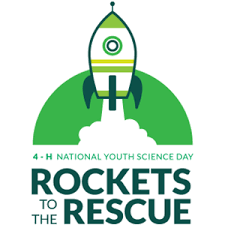 4-H NATIONAL YOUTH SCIENCE DAY
ROCKETS
TO THE RESCUE